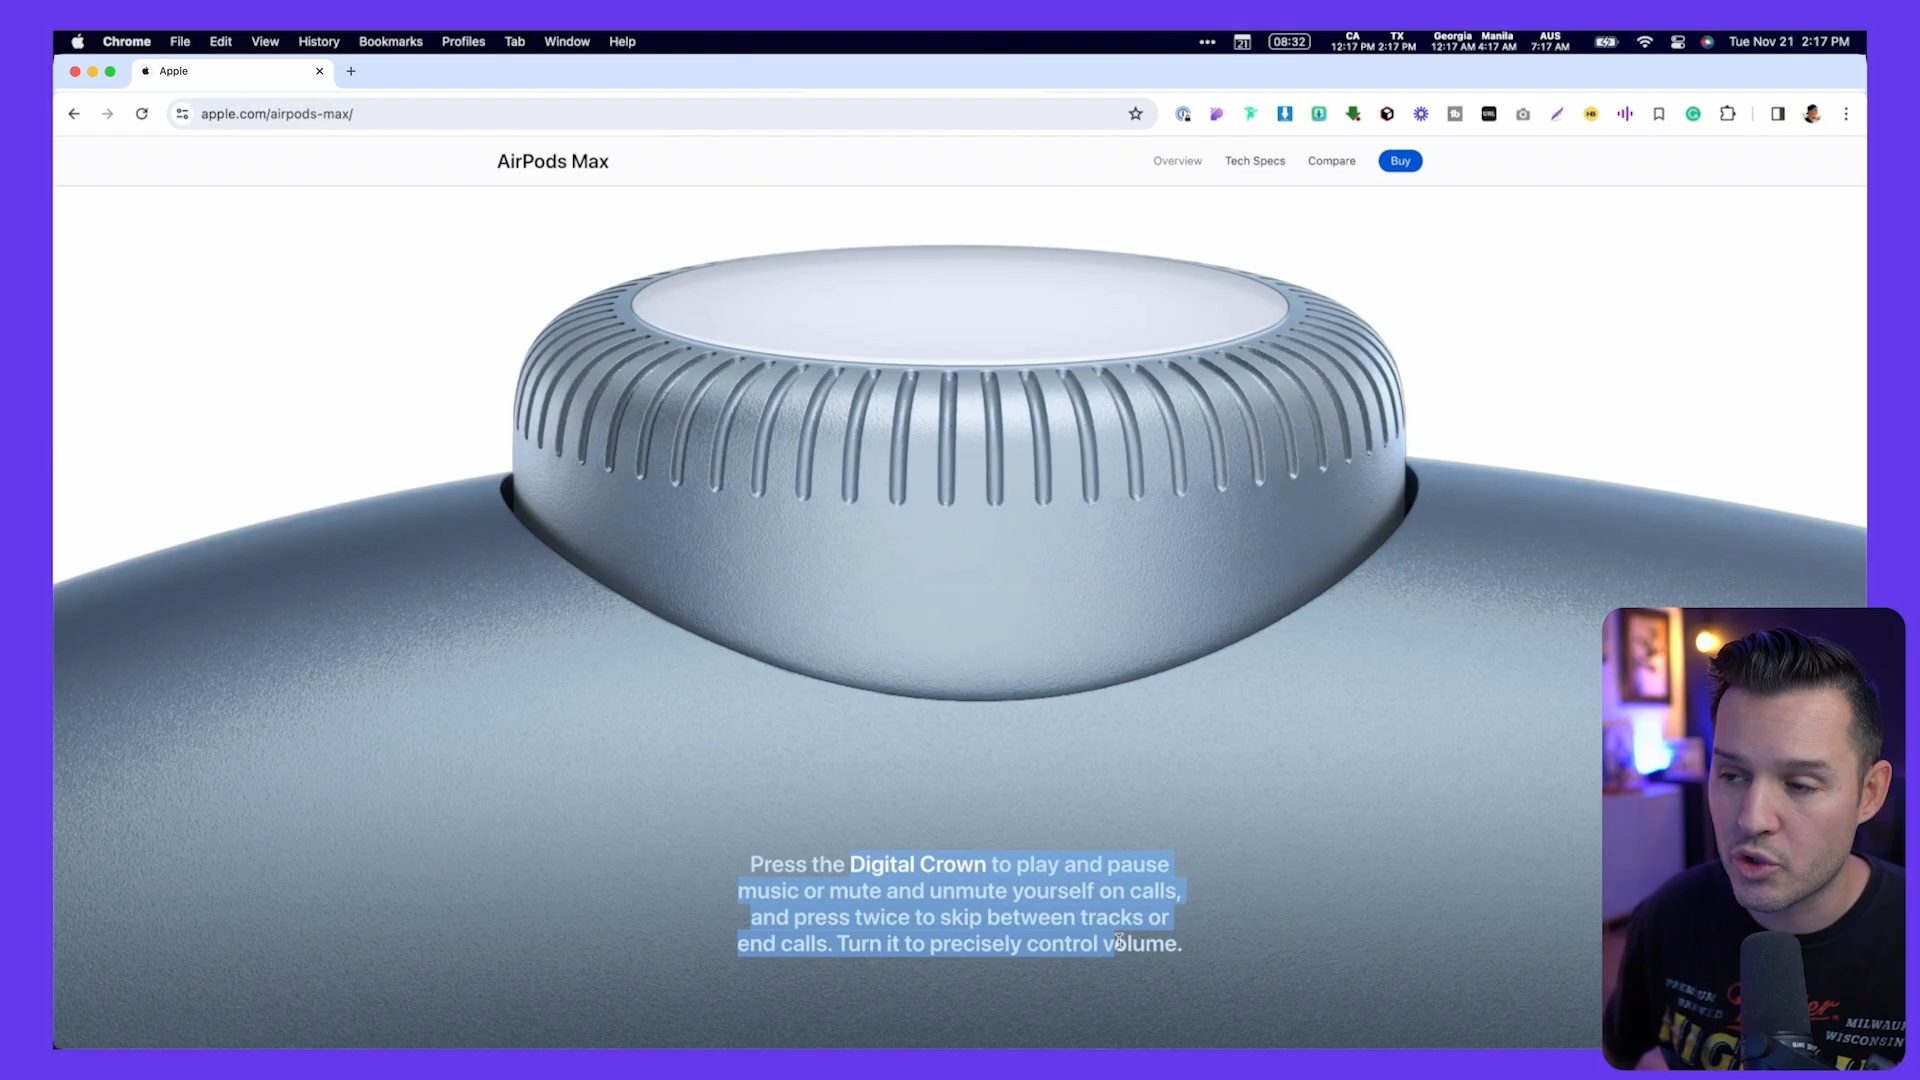 Chrome File Edit View History Bookmarks Profiles Tab Window Help
21 08:32 CA 12:17 PM TX 2:17 PM Georgia 12:17 AM Manila 4:17 AM AUS 7:17 AM Tue Nov 21 2:17 PM
Apple
apple.com/airpods-max/
AirPods Max Overview Tech Specs Compare Buy
Press the Digital Crown to play and pause
music or mute and unmute yourself on calls,
and press twice to skip between tracks or
end calls. Turn it to precisely control volume.
PREMIUM
MILWAU
WISCONSIN